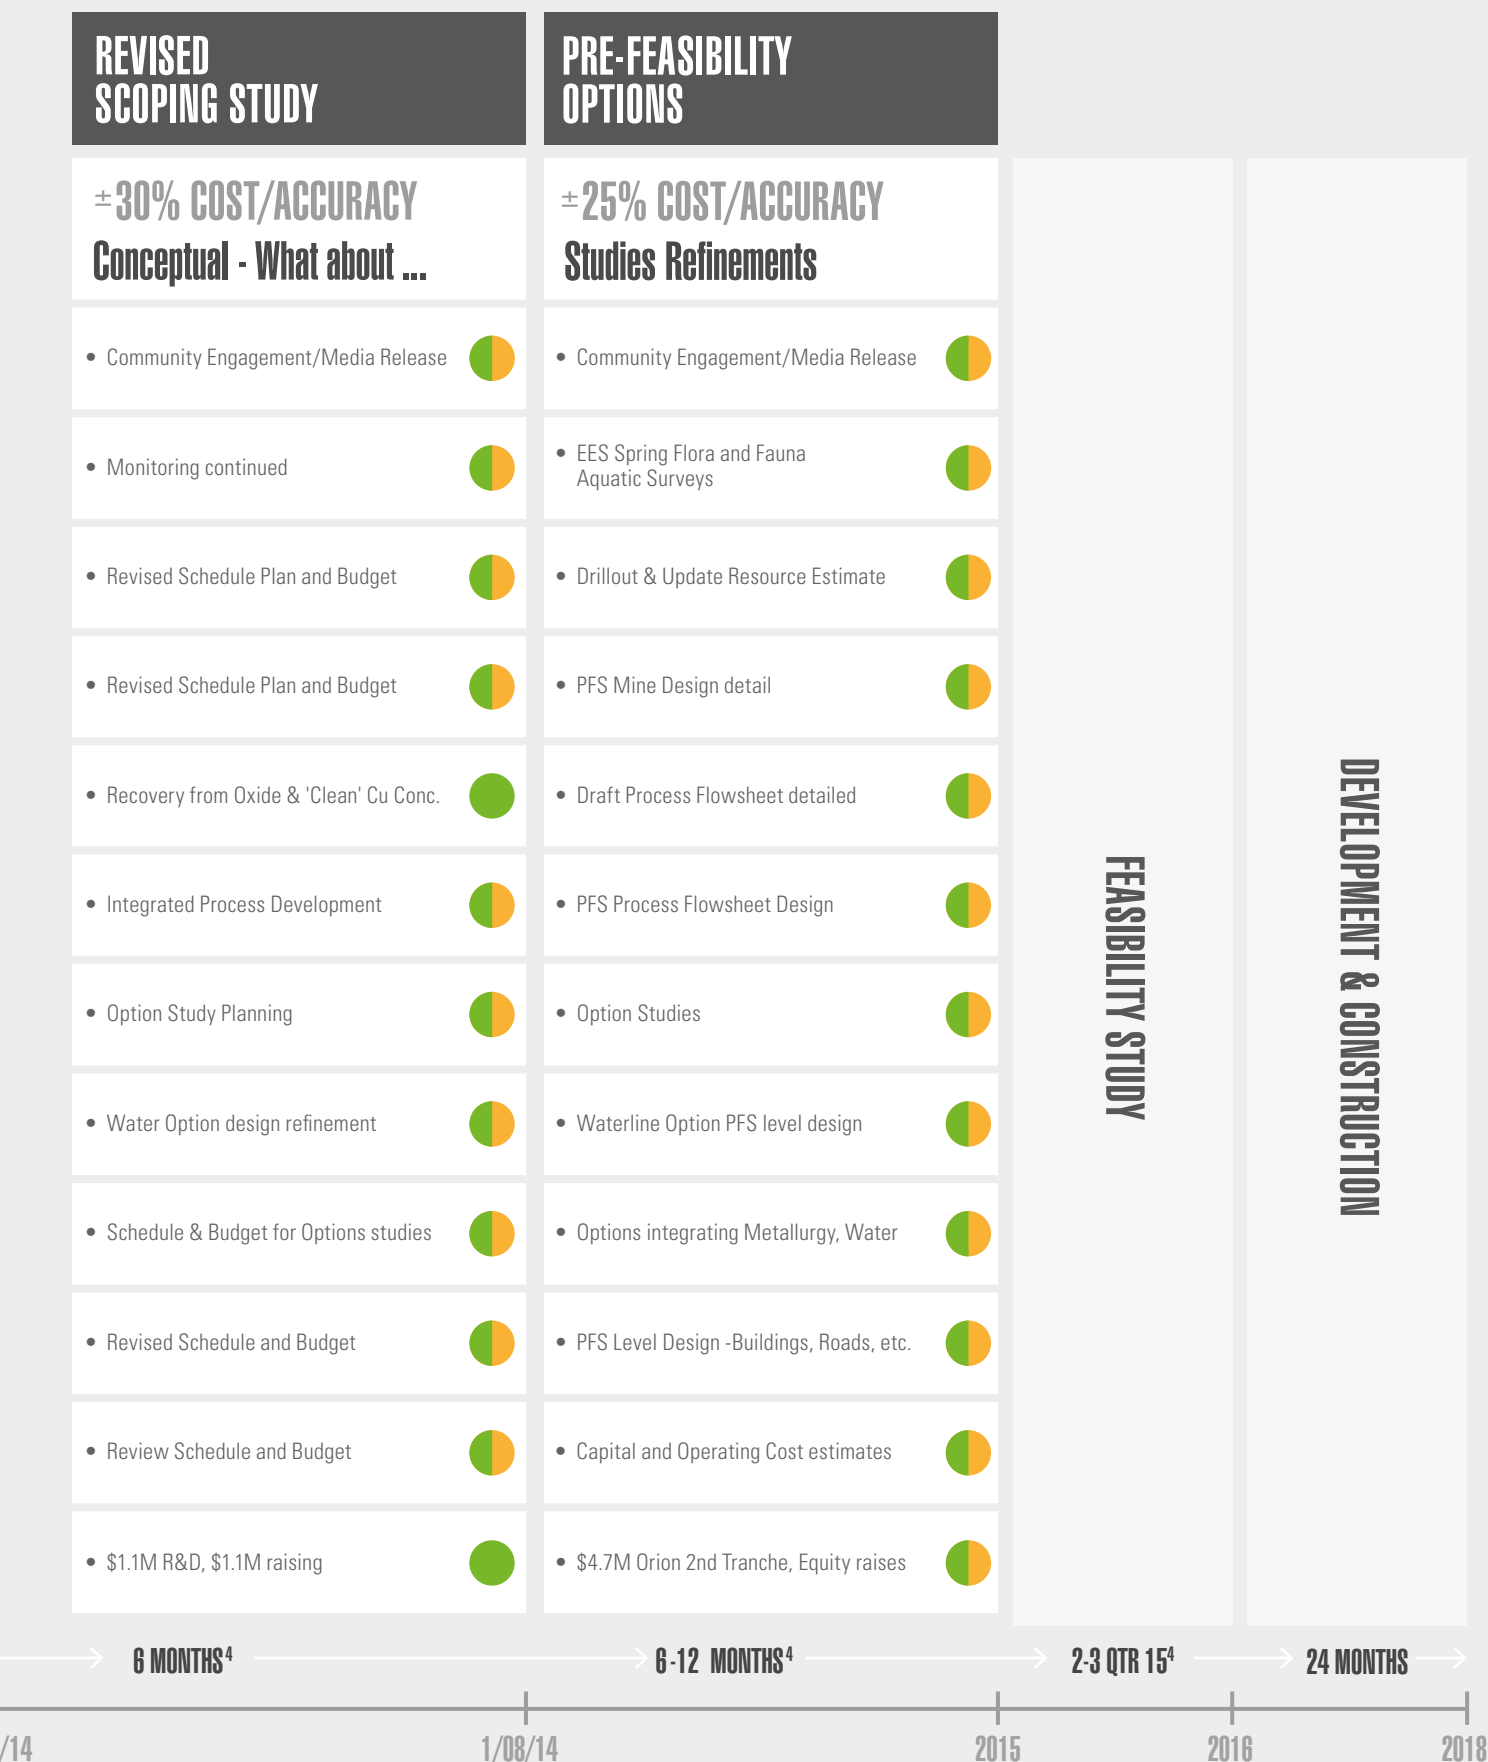 REVISED
SCOPING STUDY
±30% COST/ACCURACY
Conceptual - What about ...
• Community Engagement/Media Release
• Monitoring continued
• Revised Schedule Plan and Budget
• Revised Schedule Plan and Budget
• Recovery from Oxide & 'Clean' Cu Conc.
• Integrated Process Development
• Option Study Planning
• Water Option design refinement
• Schedule & Budget for Options studies
• Revised Schedule and Budget
• Review Schedule and Budget
• $1.1M R&D, $1.1M raising
PRE-FEASIBILITY
OPTIONS
±25% COST/ACCURACY
Studies Refinements
• Community Engagement/Media Release
• EES Spring Flora and Fauna
Aquatic Surveys
• Drillout & Update Resource Estimate
• PFS Mine Design detail
• Draft Process Flowsheet detailed
• PFS Process Flowsheet Design
• Option Studies
• Waterline Option PFS level design
• Options integrating Metallurgy, Water
• PFS Level Design -Buildings, Roads, etc.
• Capital and Operating Cost estimates
• $4.7M Orion 2nd Tranche, Equity raises
FEASIBILITY STUDY
DEVELOPMENT & CONSTRUCTION
6 MONTHS⁴
6-12 MONTHS⁴
2-3 QTR 15⁴
24 MONTHS
/14
1/08/14
2015
2016
2018